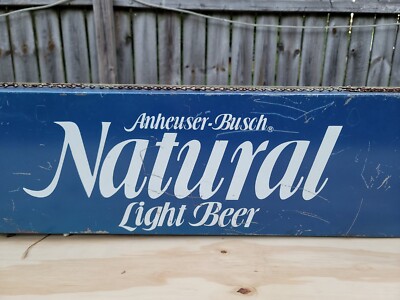 Anheuser-Busch®
Natural
Light Beer